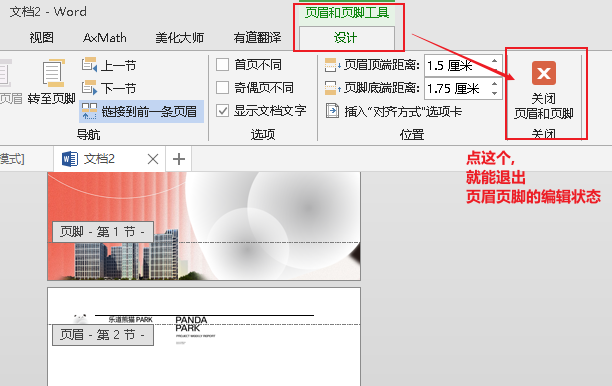 文档2 - Word
页眉和页脚工具
视图
AxMath
美化大师
有道翻译
设计
页眉
转至页脚
上一节
下一节
链接到前一条页眉
导航
首页不同
奇偶页不同
显示文档文字
选项
页眉顶端距离: 1.5 厘米
页脚底端距离: 1.75 厘米
插入“对齐方式”选项卡
位置
关闭
页眉和页脚
关闭
点这个,
就能退出
页眉页脚的编辑状态
模式]
文档2
页脚 - 第 1 节 -
乐道熊猫 PARK
PANDA
PARK
页眉 - 第 2 节 -